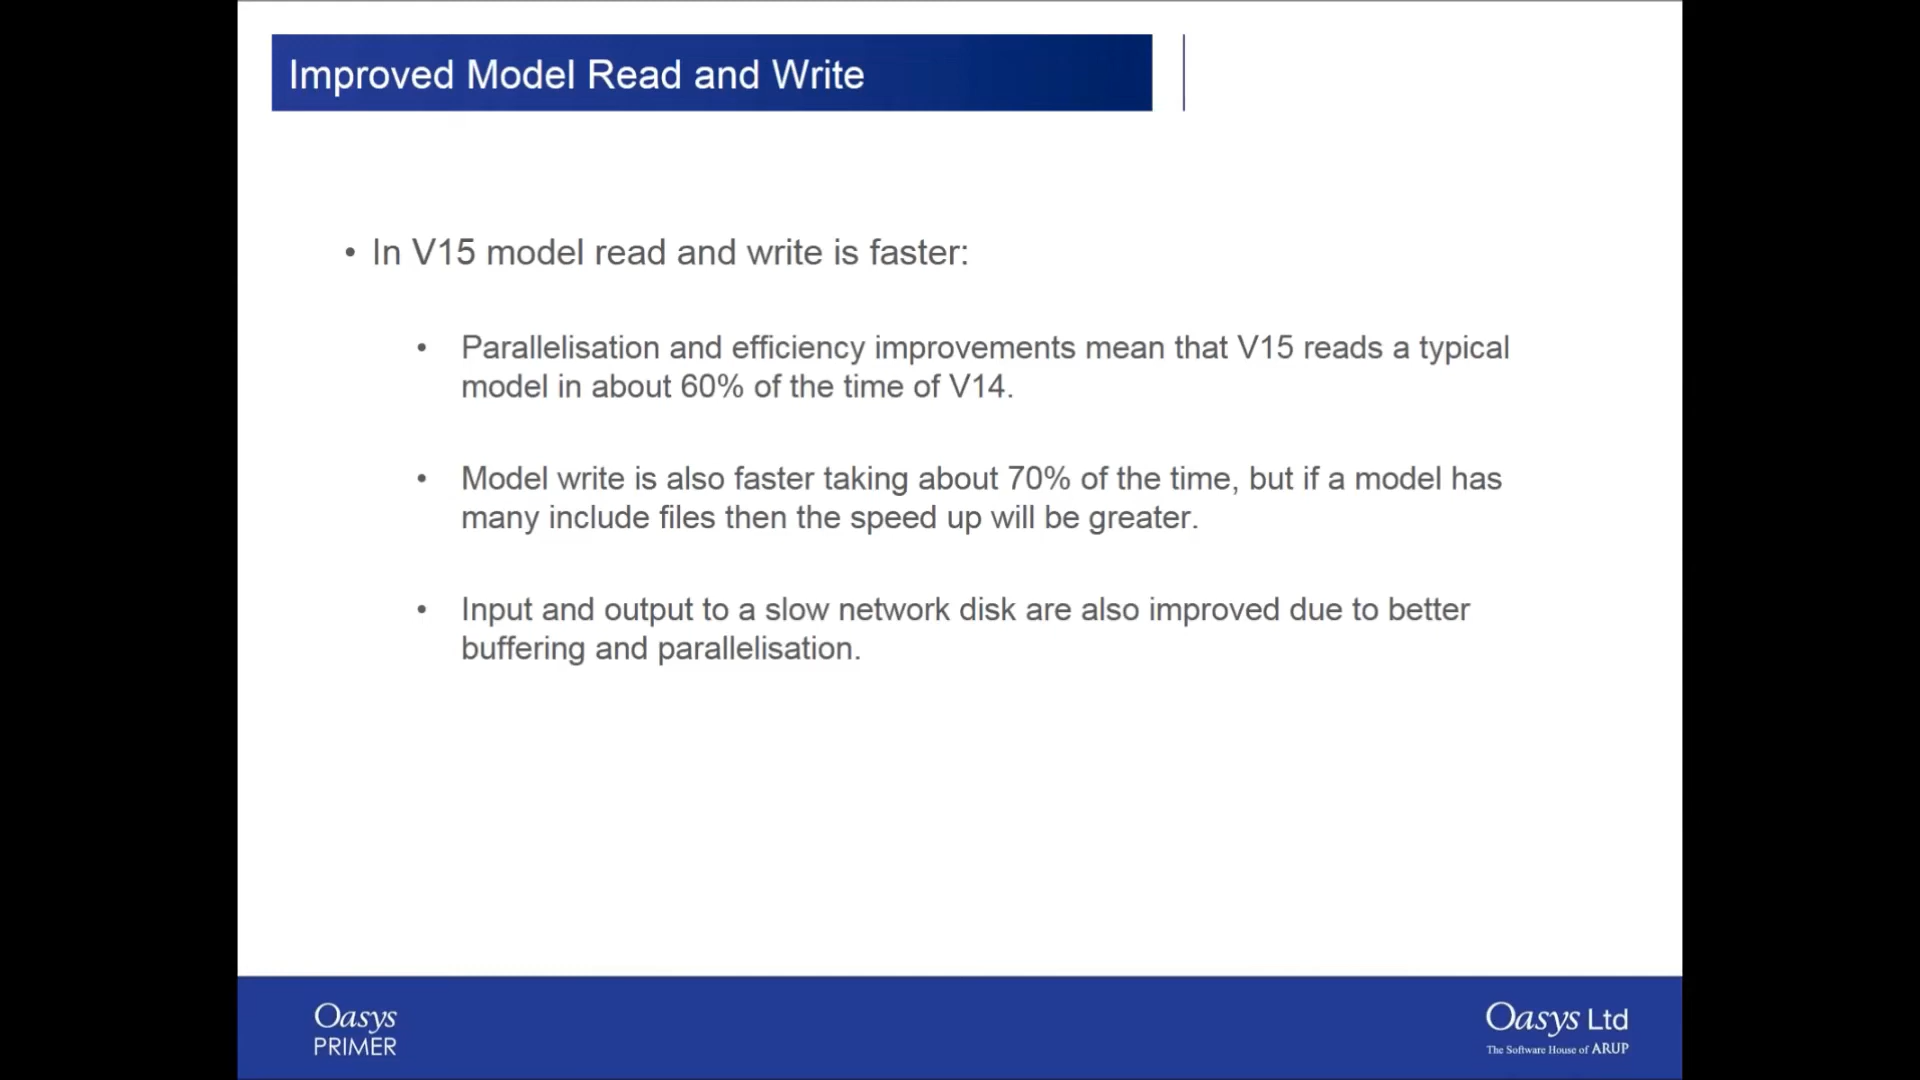 Improved Model Read and Write
• In V15 model read and write is faster:
• Parallelisation and efficiency improvements mean that V15 reads a typical
model in about 60% of the time of V14.
• Model write is also faster taking about 70% of the time, but if a model has
many include files then the speed up will be greater.
• Input and output to a slow network disk are also improved due to better
buffering and parallelisation.
Oasys
PRIMER
Oasys Ltd
The Software House of ARUP